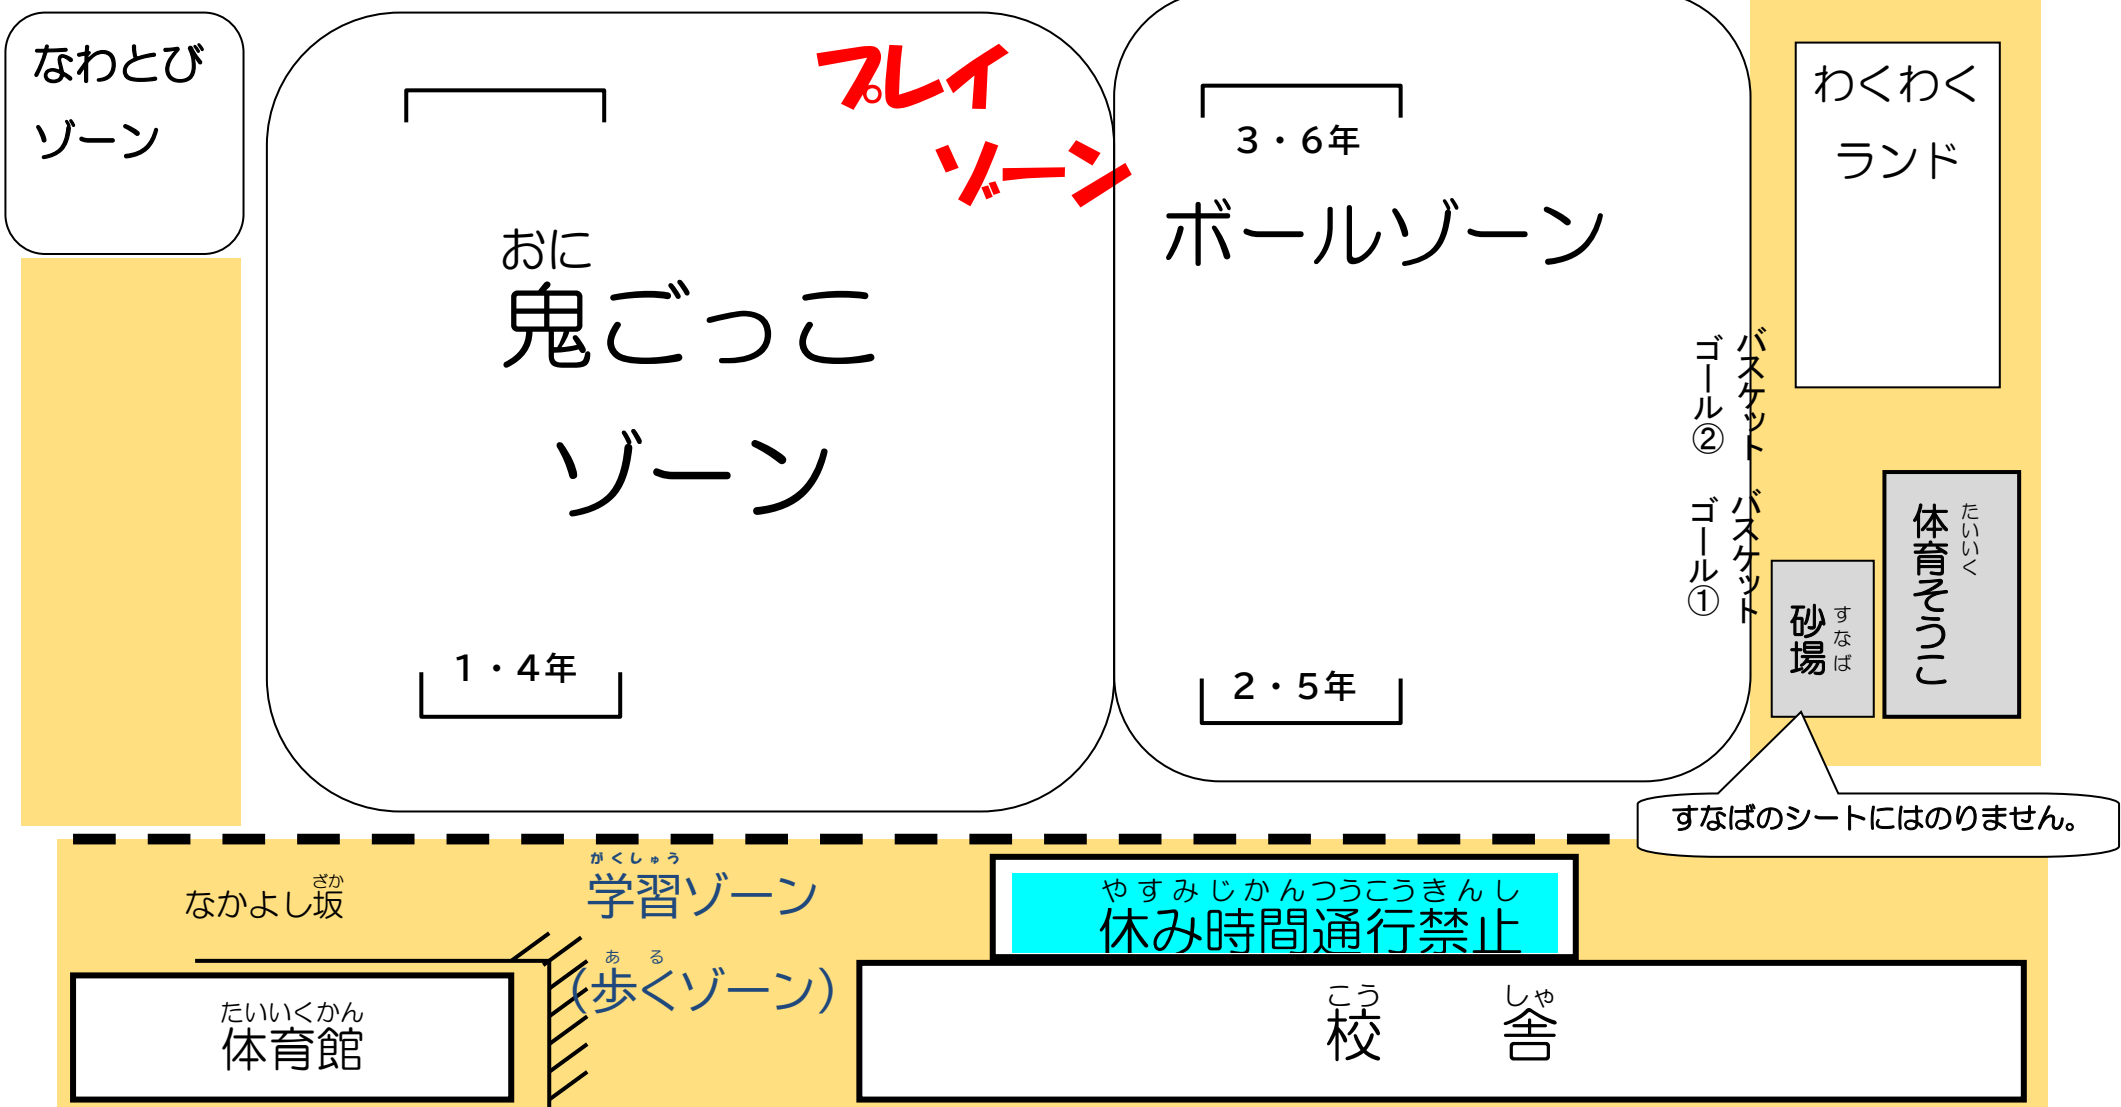 なわとび
ゾーン
プレイ
ゾーン
おに
鬼ごっこ
ゾーン
1・4年
3・6年
ボールゾーン
2・5年
バスケット
ゴール②
バスケット
ゴール①
わくわく
ランド
たいいく
体育そうこ
すなば
砂場
すなばのシートにはのりません。
ざか
なかよし坂
がくしゅう
学習ゾーン
ある
(歩くゾーン)
やすみじかんつうこうきんし
休み時間通行禁止
たいいくかん
体育館
こう しゃ
校 舎